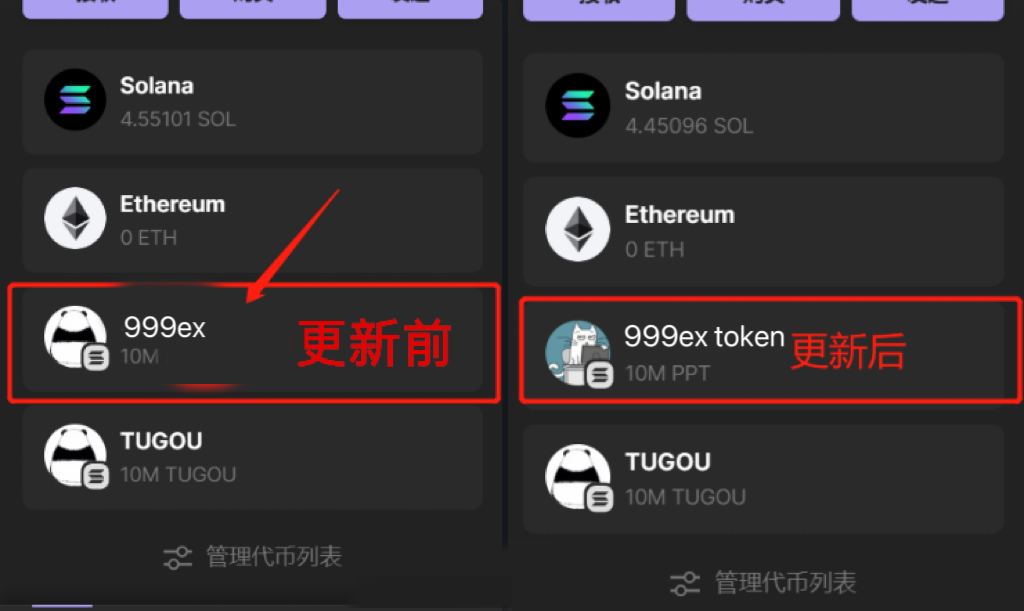 Solana
4.55101 SOL
Ethereum
0 ETH
999ex
10M
更新前
TUGOU
10M TUGOU
管理代币列表
Solana
4.45096 SOL
Ethereum
0 ETH
999ex token
10M PPT
更新后
TUGOU
10M TUGOU
管理代币列表